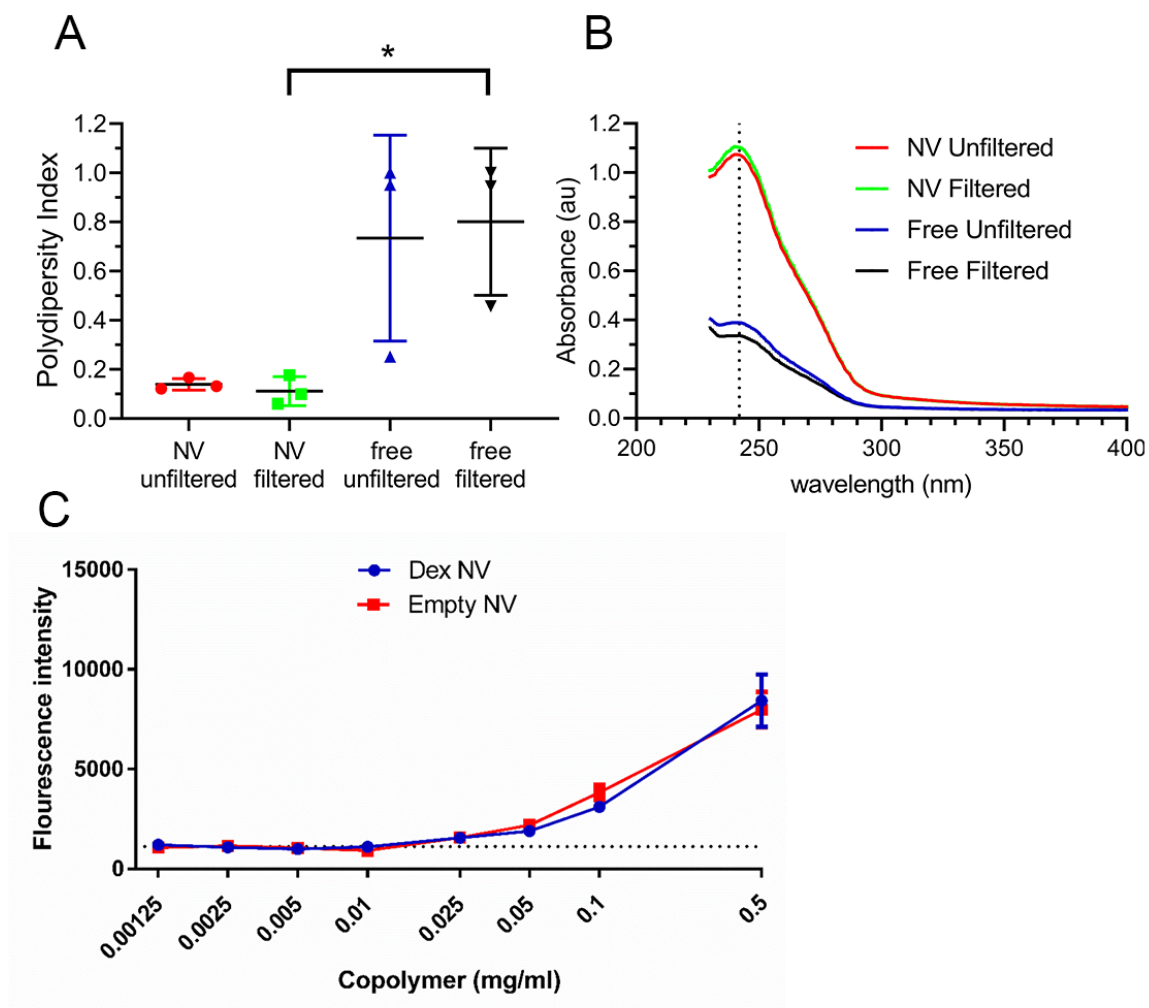 A
*
Polydipersity Index
1.2
1.0
0.8
0.6
0.4
0.2
0.0
NV
unfiltered
NV
filtered
free
unfiltered
free
filtered
B
Absorbance (au)
1.2
1.0
0.8
0.6
0.4
0.2
0.0
200
250
300
350
400
wavelength (nm)
NV Unfiltered
NV Filtered
Free Unfiltered
Free Filtered
C
Flourescence intensity
15000
10000
5000
0
Dex NV
Empty NV
0.00125
0.0025
0.005
0.01
0.025
0.05
0.1
0.5
Copolymer (mg/ml)